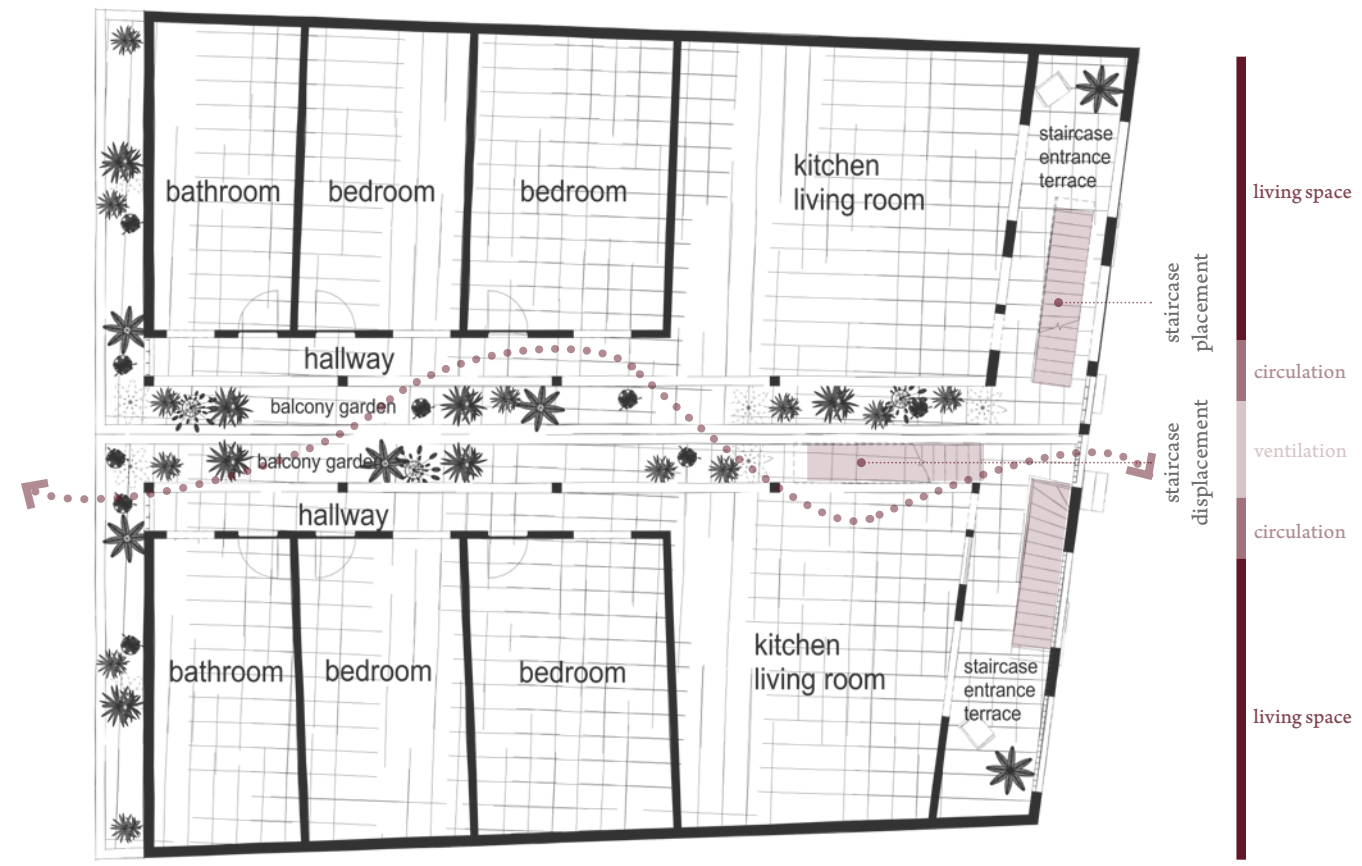 bathroom
bedroom
bedroom
kitchen
living room
staircase
entrance
terrace
living space
staircase
placement
hallway
circulation
balcony garden
staircase
displacement
ventilation
balcony garden
hallway
circulation
bathroom
bedroom
bedroom
kitchen
living room
staircase
entrance
terrace
living space